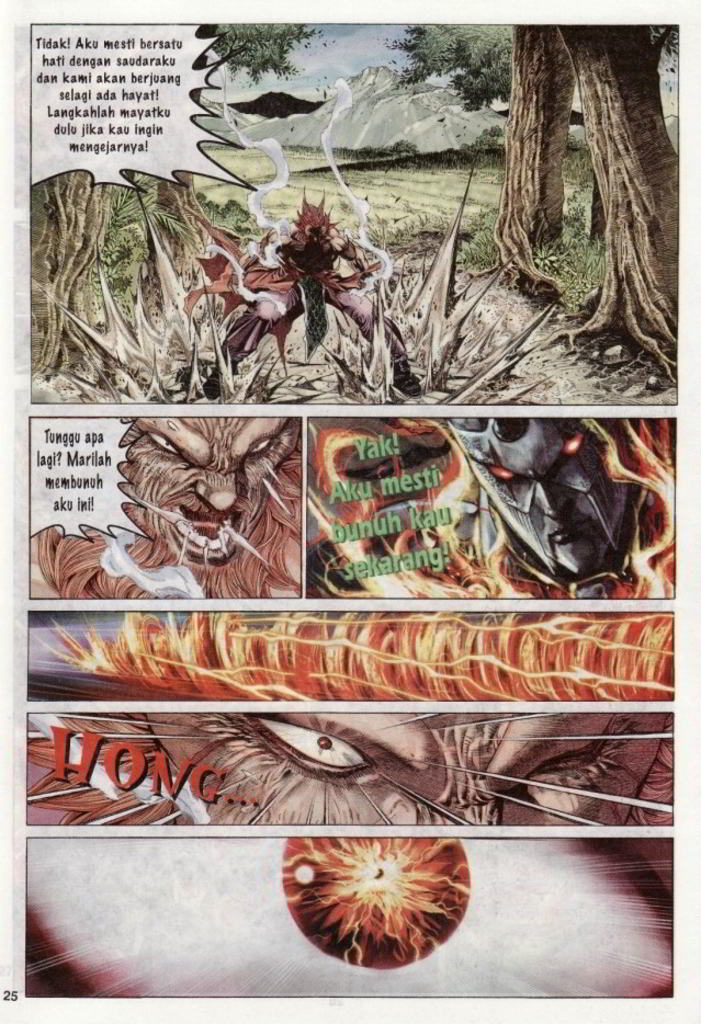 Tidak! Aku mesti bersatu
hati dengan saudaraku
dan kami akan berjuang
selagi ada hayat!
Langkahlah mayatku
dulu jika kau ingin
mengejarnya!
Tunggu apa
lagi? Marilah
membunuh
aku ini!
Yak!
Aku mesti
bunuh kau
sekarang!
HONG...
25